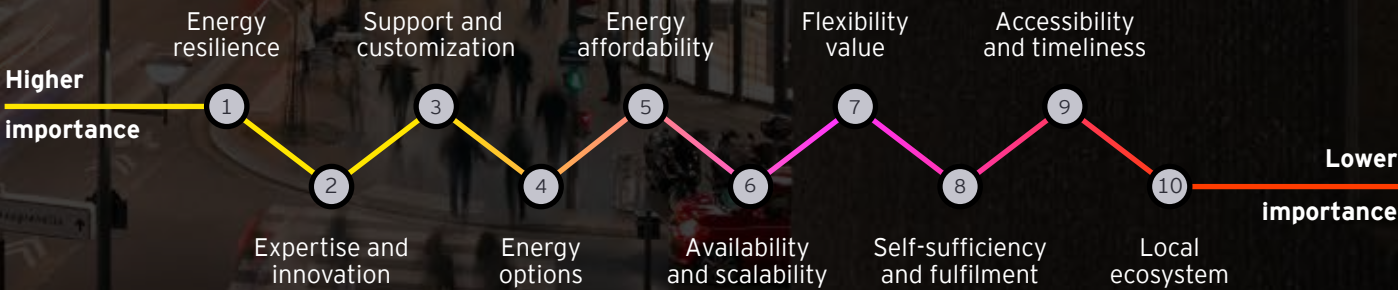 Energy
resilience
Support and
customization
Energy
affordability
Flexibility
value
Accessibility
and timeliness
Higher
importance
1
3
5
7
9
2
4
6
8
10
Lower
importance
Expertise and
innovation
Energy
options
Availability
and scalability
Self-sufficiency
and fulfilment
Local
ecosystem